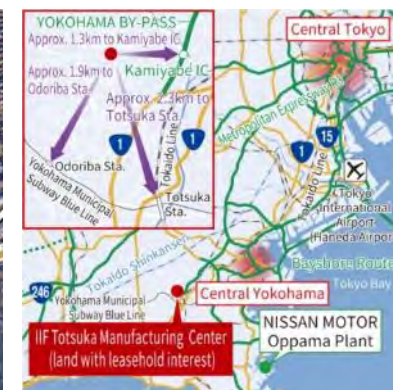 YOKOHAMA BY-PASS
Approx. 1.3km to
Kamiyabe IC.
Kamiyabe IC
Approx. 1.9km to
Odoriba Sta.
Approx. 2.3km to
Totsuka Sta.
1
1
Odoriba Sta.
Yokohama Municipal
Subway Blue Line
Tokaido Line
Totsuka
Sta.
Central Tokyo
Metropolitan Expressway
15
1
Tokaido Line
Tokyo
International
Airport
(Haneda Airport
Bayshore Route
Tokyo Bay
Tokaido Shinkansen
Central Yokohama
246
Yokohama Municipal
Subway Blue Line
IIF Totsuka Manufacturing Center
(land with leasehold interest)
NISSAN MOTOR
Oppama Plant